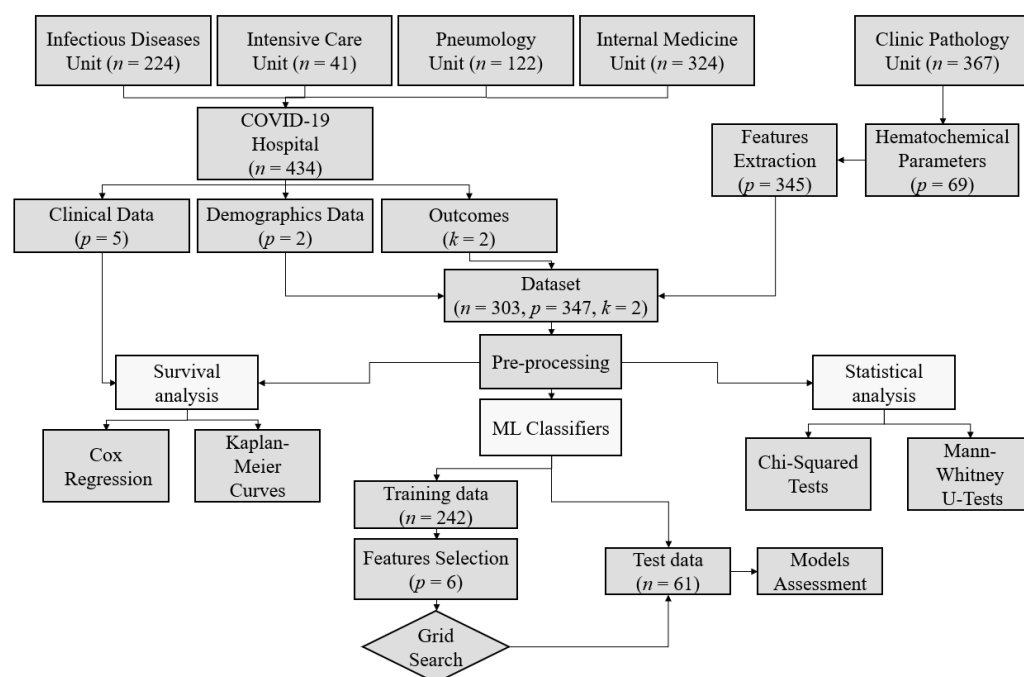 Infectious Diseases
Unit (n = 224)
Intensive Care
Unit (n = 41)
Pneumology
Unit (n = 122)
Internal Medicine
Unit (n = 324)
Clinic Pathology
Unit (n = 367)
COVID-19
Hospital
(n = 434)
Features
Extraction
(p = 345)
Hematochemical
Parameters
(p = 69)
Clinical Data
(p = 5)
Demographics Data
(p = 2)
Outcomes
(k = 2)
Dataset
(n = 303, p = 347, k = 2)
Pre-processing
Survival
analysis
Statistical
analysis
ML Classifiers
Cox
Regression
Kaplan-
Meier
Curves
Chi-Squared
Tests
Mann-
Whitney
U-Tests
Training data
(n = 242)
Features Selection
(p = 6)
Test data
(n = 61)
Models
Assessment
Grid
Search